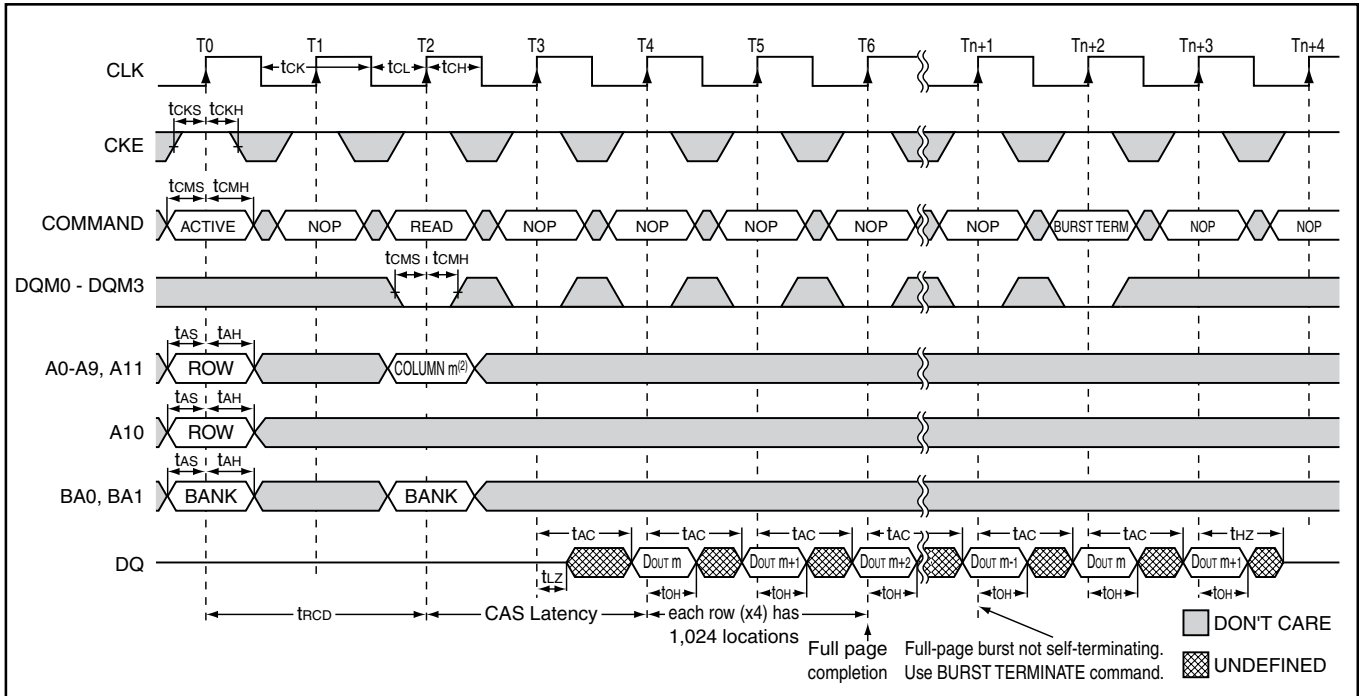 T0 T1 T2 T3 T4 T5 T6 Tn+1 Tn+2 Tn+3 Tn+4
CLK tCK tCL tCH
tCKS tCKH
CKE
tCMS tCMH
COMMAND ACTIVE NOP READ NOP NOP NOP NOP NOP BURST TERM NOP NOP
tCMS tCMH
DQM0 - DQM3
tAS tAH
A0-A9, A11 ROW COLUMN m(2)
tAS tAH
A10 ROW
tAS tAH
BA0, BA1 BANK BANK
tAC tAC tAC tAC tAC tAC tHZ
DQ DOUT m DOUT m+1 DOUT m+2 DOUT m-1 DOUT m DOUT m+1
tLZ tOH tOH tOH tOH tOH tOH
tRCD CAS Latency each row (x4) has
1,024 locations
Full page
completion
Full-page burst not self-terminating.
Use BURST TERMINATE command.
DON'T CARE
UNDEFINED